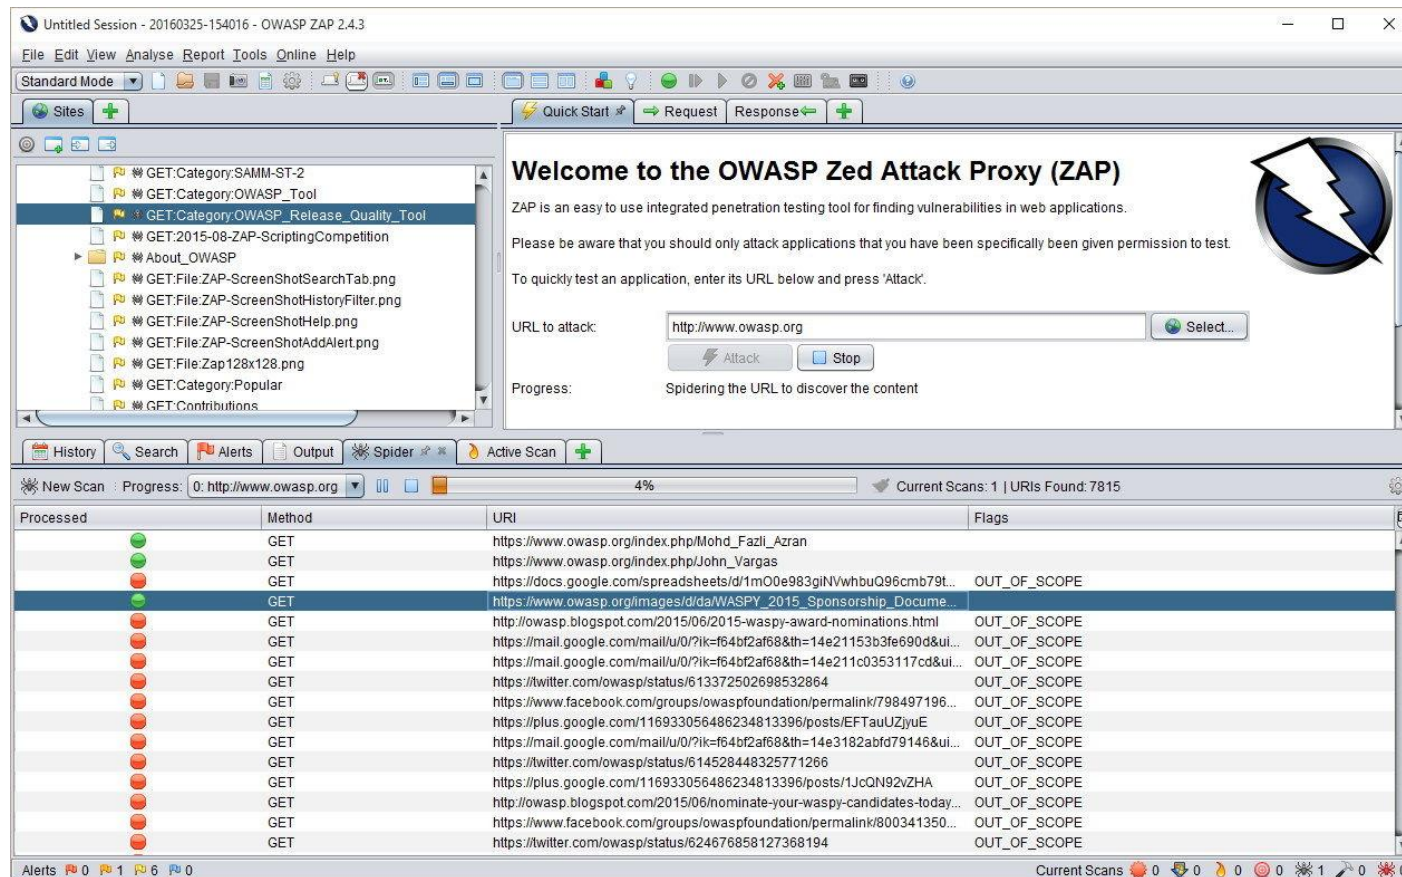 Untitled Session - 20160325-154016 - OWASP ZAP 2.4.3
File Edit View Analyse Report Tools Online Help
Standard Mode
Sites
Quick Start
Request
Response
GET:Category:SAMM-ST-2
GET:Category:OWASP_Tool
GET:Category:OWASP_Release_Quality_Tool
GET:2015-08-ZAP-ScriptingCompetition
About_OWASP
GET:File:ZAP-ScreenShotSearchTab.png
GET:File:ZAP-ScreenShotHistoryFilter.png
GET:File:ZAP-ScreenShotHelp.png
GET:File:ZAP-ScreenShotAddAlert.png
GET:File:Zap128x128.png
GET:Category:Popular
GET:Contributions
Welcome to the OWASP Zed Attack Proxy (ZAP)
ZAP is an easy to use integrated penetration testing tool for finding vulnerabilities in web applications.
Please be aware that you should only attack applications that you have been specifically been given permission to test.
To quickly test an application, enter its URL below and press 'Attack'.
URL to attack: http://www.owasp.org Select...
Attack Stop
Progress: Spidering the URL to discover the content
History Search Alerts Output Spider Active Scan
New Scan Progress: 0: http://www.owasp.org 4% Current Scans: 1 | URIs Found: 7815
Processed Method URI Flags
GET https://www.owasp.org/index.php/Mohd_Fazli_Azran
GET https://www.owasp.org/index.php/John_Vargas
GET https://docs.google.com/spreadsheets/d/1mO0e983giNVwhbuQ96cmb79t... OUT_OF_SCOPE
GET https://www.owasp.org/images/d/da/WASPY_2015_Sponsorship_Docume...
GET http://owasp.blogspot.com/2015/06/2015-waspy-award-nominations.html OUT_OF_SCOPE
GET https://mail.google.com/mail/u/0/?ik=f64bf2af68&th=14e21153b3fe690d&ui... OUT_OF_SCOPE
GET https://mail.google.com/mail/u/0/?ik=f64bf2af68&th=14e211c0353117cd&ui... OUT_OF_SCOPE
GET https://twitter.com/owasp/status/613372502698532864 OUT_OF_SCOPE
GET https://www.facebook.com/groups/owaspfoundation/permalink/798497196... OUT_OF_SCOPE
GET https://plus.google.com/116933056486234813396/posts/EFTauUZjyuE OUT_OF_SCOPE
GET https://mail.google.com/mail/u/0/?ik=f64bf2af68&th=14e3182abfd79146&ui... OUT_OF_SCOPE
GET https://twitter.com/owasp/status/614528448325771266 OUT_OF_SCOPE
GET https://plus.google.com/116933056486234813396/posts/1JcQN92vZHA OUT_OF_SCOPE
GET http://owasp.blogspot.com/2015/06/nominate-your-waspy-candidates-today... OUT_OF_SCOPE
GET https://www.facebook.com/groups/owaspfoundation/permalink/800341350... OUT_OF_SCOPE
GET https://twitter.com/owasp/status/624676858127368194 OUT_OF_SCOPE
Alerts 0 1 6 0 Current Scans 0 0 0 0 1 0 0